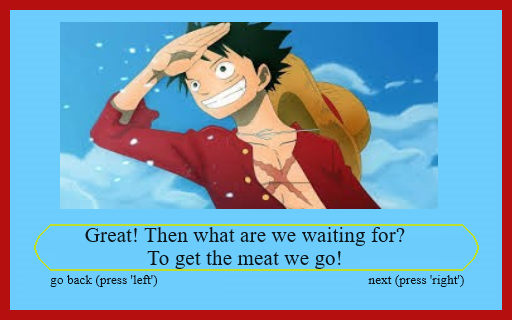 Great! Then what are we waiting for?
To get the meat we go!
go back (press 'left')
next (press 'right')